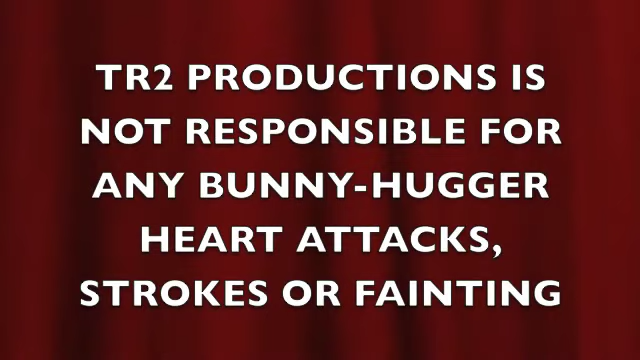 TR2 PRODUCTIONS IS
NOT RESPONSIBLE FOR
ANY BUNNY-HUGGER
HEART ATTACKS,
STROKES OR FAINTING